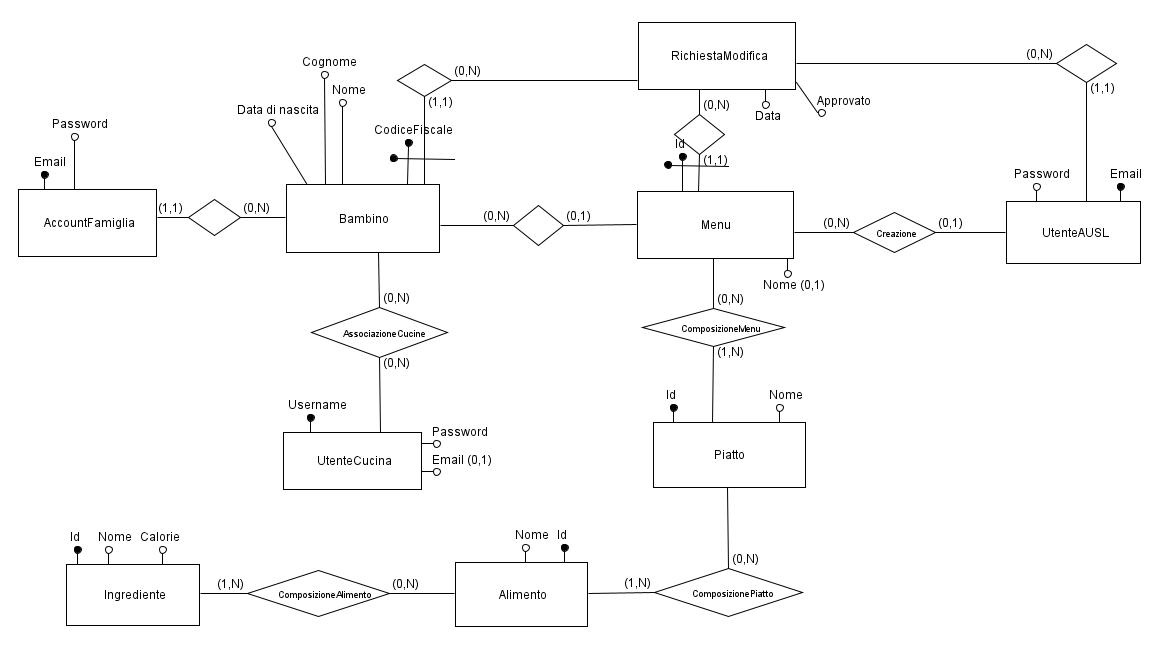 RichiestaModifica
(0,N)
(0,N)
Cognome
(0,N)
Nome
(1,1)
(1,1)
Data di nascita
Approvato
Data
Password
CodiceFiscale
Id
(1,1)
Email
Password
Email
AccountFamiglia
(1,1)
(0,N)
Bambino
(0,N)
(0,1)
Menu
(0,N)
Creazione
(0,1)
UtenteAUSL
Nome (0,1)
(0,N)
(0,N)
AssociazioneCucine
ComposizioneMenu
(0,N)
(1,N)
Username
Id
Nome
Password
UtenteCucina
Email (0,1)
Piatto
Id
Nome
Calorie
Nome
Id
(0,N)
Ingrediente
(1,N)
ComposizioneAlimento
(0,N)
Alimento
(1,N)
ComposizionePiatto